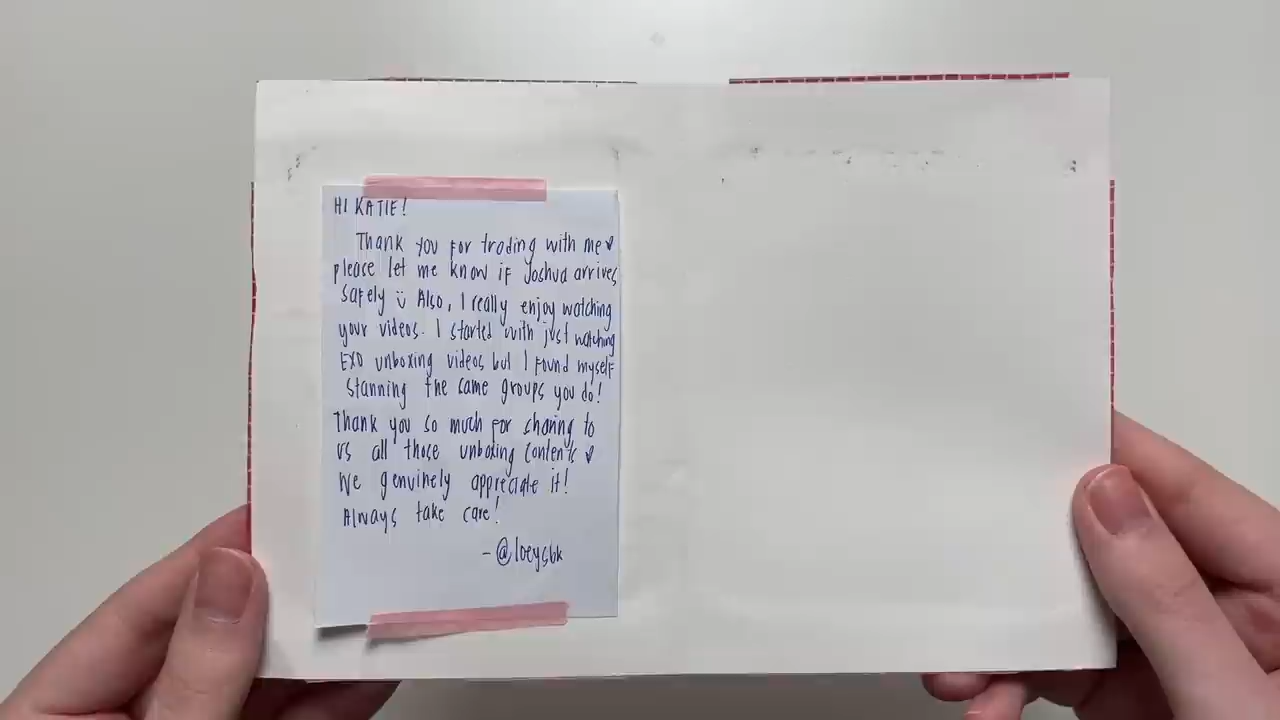 HI KATIE!
Thank you for trading with me ♥
please let me know if Joshua arrives
safely ü Also, I really enjoy watching
your videos. I started with just watching
EXO unboxing videos but I found myself
stanning the same groups you do!
Thank you so much for sharing to
us all those unboxing contents ♥
We genuinely appreciate it!
Always take care!
- @loeysbk